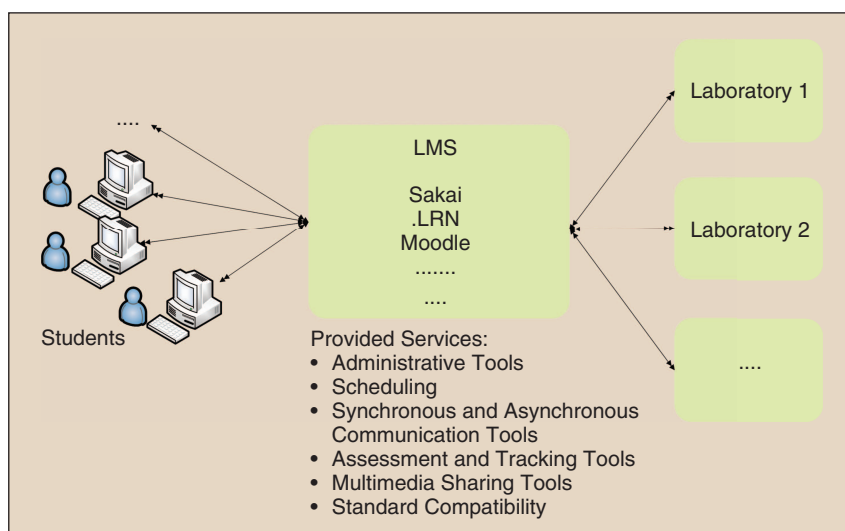 ....
Students
LMS
Sakai
.LRN
Moodle
.......
....
Provided Services:
• Administrative Tools
• Scheduling
• Synchronous and Asynchronous
Communication Tools
• Assessment and Tracking Tools
• Multimedia Sharing Tools
• Standard Compatibility
Laboratory 1
Laboratory 2
....